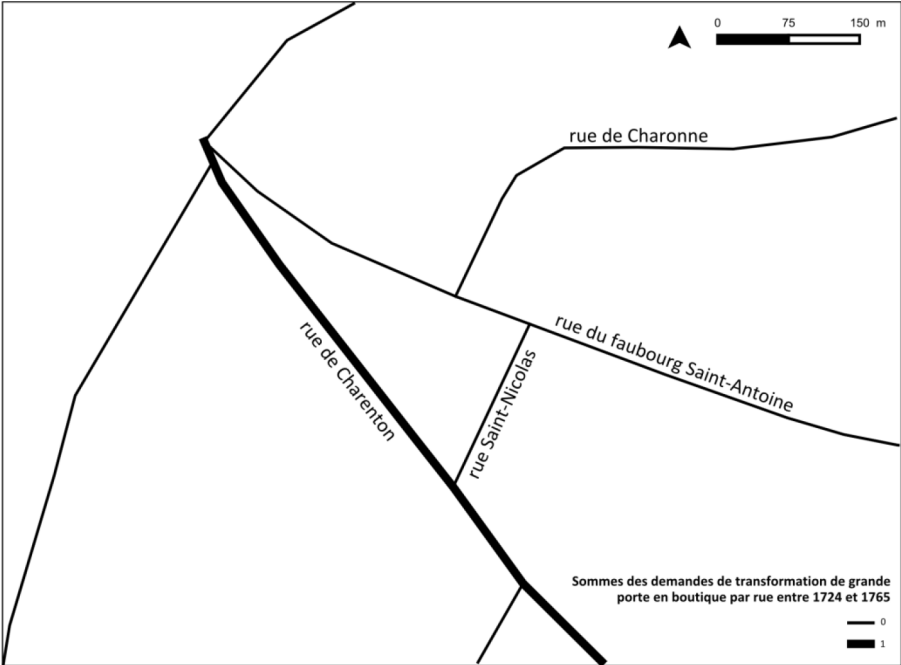 0 75 150 m
rue de Charonne
rue du faubourg Saint-Antoine
rue de Charenton
rue Saint-Nicolas
Sommes des demandes de transformation de grande
porte en boutique par rue entre 1724 et 1765
0
1